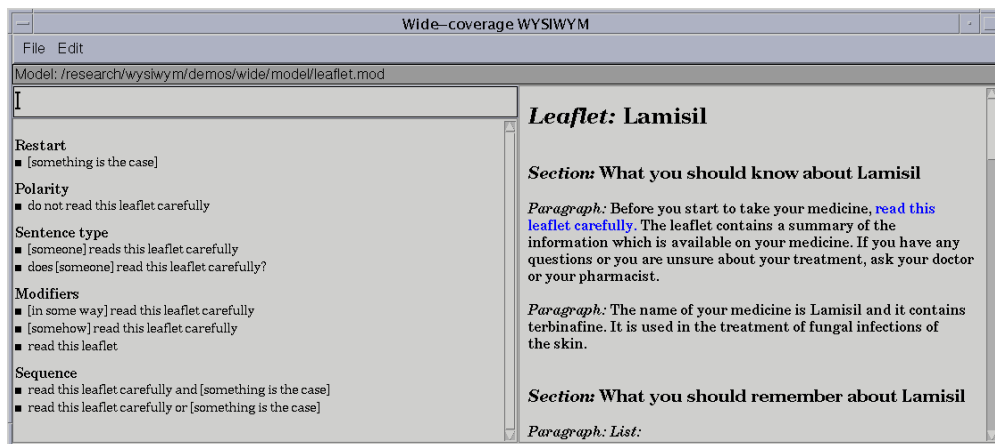 Wide–coverage WYSIWYM
File Edit
Model: /research/wysiwym/demos/wide/model/leaflet.mod
Restart
[something is the case]
Polarity
do not read this leaflet carefully
Sentence type
[someone] reads this leaflet carefully
does [someone] read this leaflet carefully?
Modifiers
[in some way] read this leaflet carefully
[somehow] read this leaflet carefully
read this leaflet
Sequence
read this leaflet carefully and [something is the case]
read this leaflet carefully or [something is the case]
Leaflet: Lamisil
Section: What you should know about Lamisil
Paragraph: Before you start to take your medicine, read this
leaflet carefully. The leaflet contains a summary of the
information which is available on your medicine. If you have any
questions or you are unsure about your treatment, ask your doctor
or your pharmacist.
Paragraph: The name of your medicine is Lamisil and it contains
terbinafine. It is used in the treatment of fungal infections of
the skin.
Section: What you should remember about Lamisil
Paragraph: List: